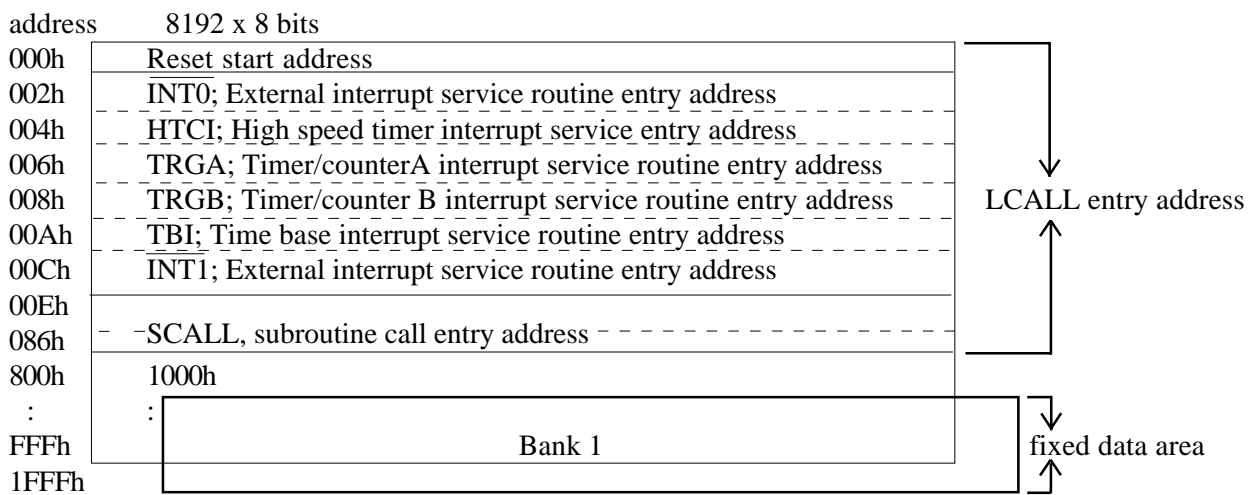 address 8192 x 8 bits
000h Reset start address
002h INT0; External interrupt service routine entry address
004h HTCI; High speed timer interrupt service entry address
006h TRGA; Timer/counterA interrupt service routine entry address
008h TRGB; Timer/counter B interrupt service routine entry address LCALL entry address
00Ah TBI; Time base interrupt service routine entry address
00Ch INT1; External interrupt service routine entry address
00Eh
086h SCALL, subroutine call entry address
800h 1000h
: :
FFFh Bank 1 fixed data area
1FFFh